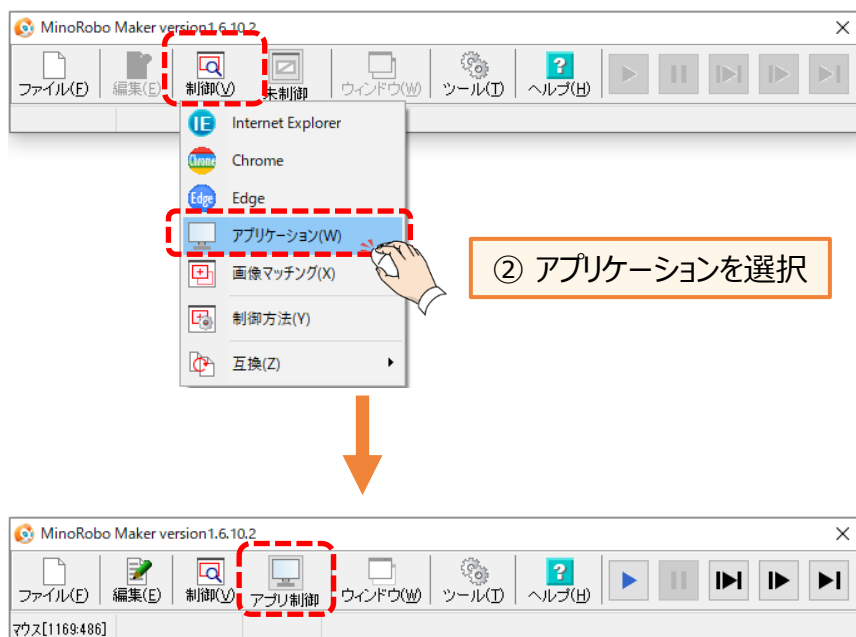 MinoRobo Maker version1.6.10.2
ファイル(F) 編集(E) 制御(V) 未制御 ウィンドウ(W) ツール(T) ヘルプ(H)
IE Internet Explorer
Chrome Chrome
Edge Edge
アプリケーション(W)
画像マッチング(X)
② アプリケーションを選択
制御方法(Y)
互換(Z)
MinoRobo Maker version1.6.10.2
ファイル(F) 編集(E) 制御(V) アプリ制御 ウィンドウ(W) ツール(T) ヘルプ(H)
マウス[1169:486]